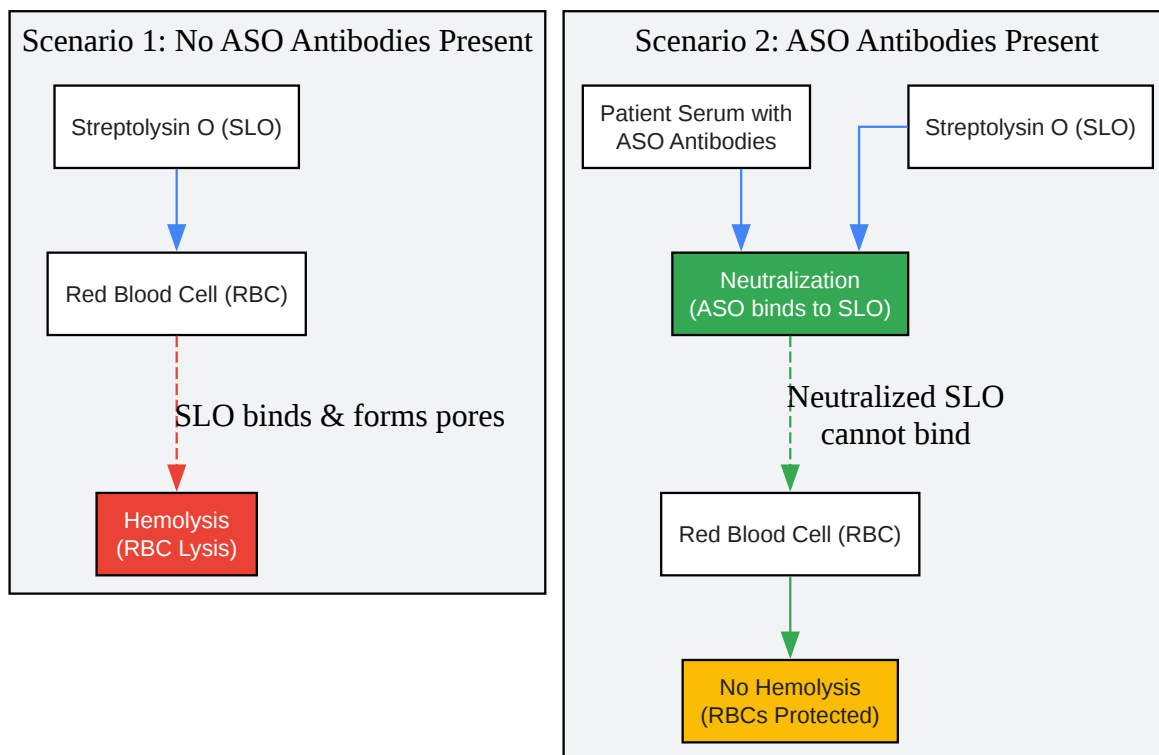 Scenario 1: No ASO Antibodies Present
Streptolysin O (SLO)
Red Blood Cell (RBC)
SLO binds & forms pores
Hemolysis
(RBC Lysis)
Scenario 2: ASO Antibodies Present
Patient Serum with
ASO Antibodies
Streptolysin O (SLO)
Neutralization
(ASO binds to SLO)
Neutralized SLO
cannot bind
Red Blood Cell (RBC)
No Hemolysis
(RBCs Protected)